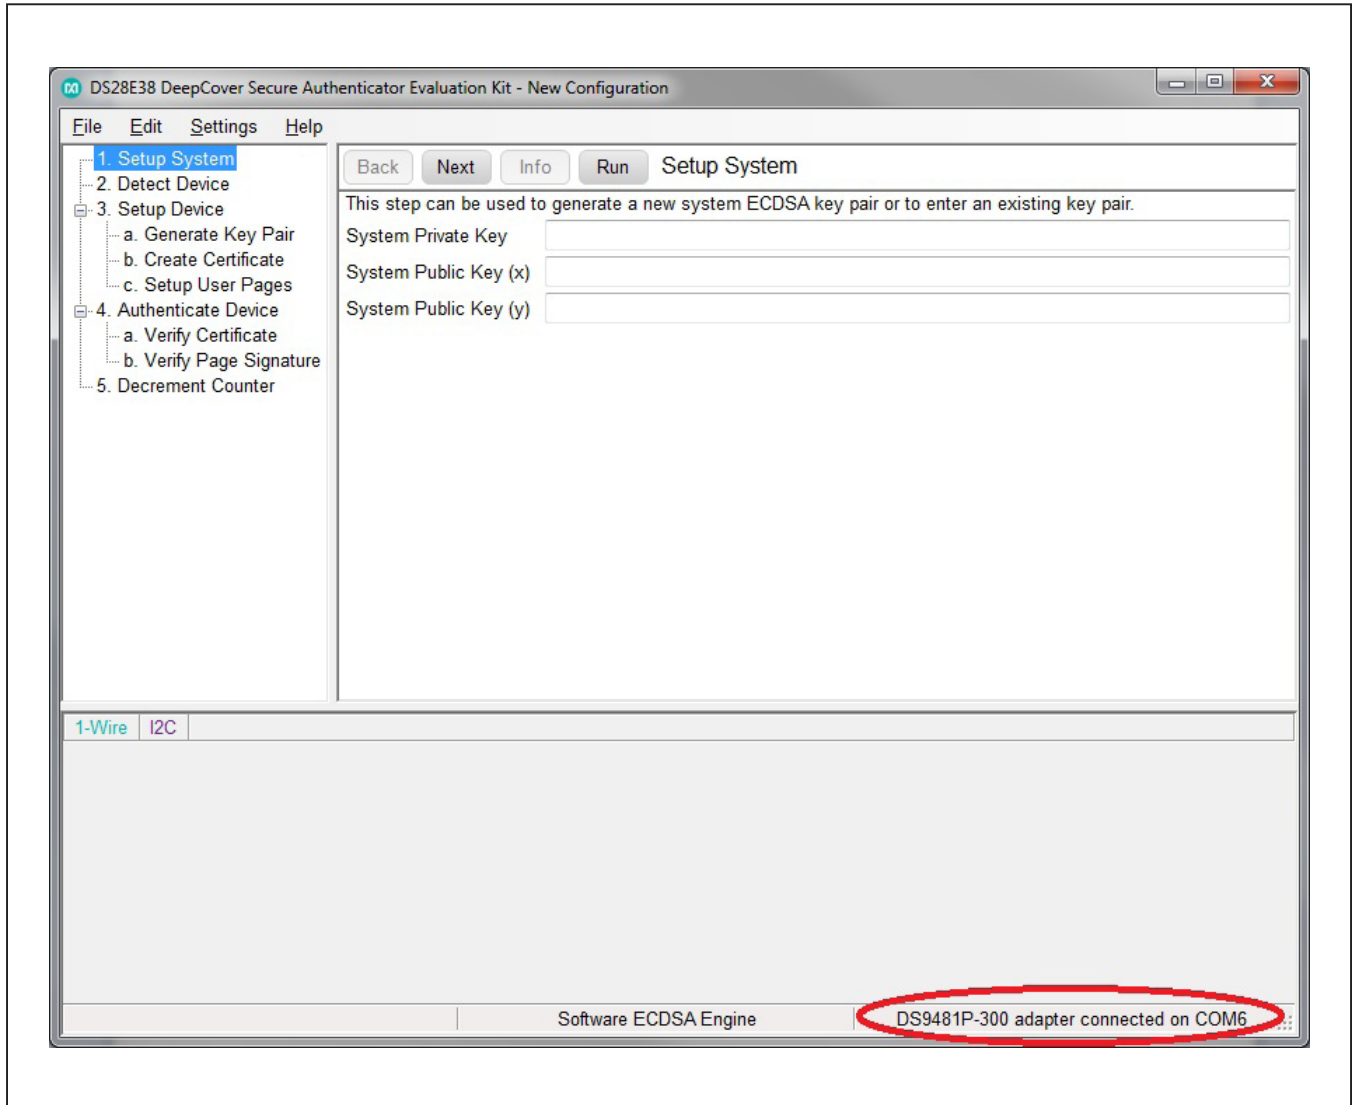 DS28E38 DeepCover Secure Authenticator Evaluation Kit - New Configuration
File Edit Settings Help
1. Setup System
2. Detect Device
3. Setup Device
a. Generate Key Pair
b. Create Certificate
c. Setup User Pages
4. Authenticate Device
a. Verify Certificate
b. Verify Page Signature
5. Decrement Counter
Back Next Info Run Setup System
This step can be used to generate a new system ECDSA key pair or to enter an existing key pair.
System Private Key
System Public Key (x)
System Public Key (y)
1-Wire I2C
Software ECDSA Engine
DS9481P-300 adapter connected on COM6